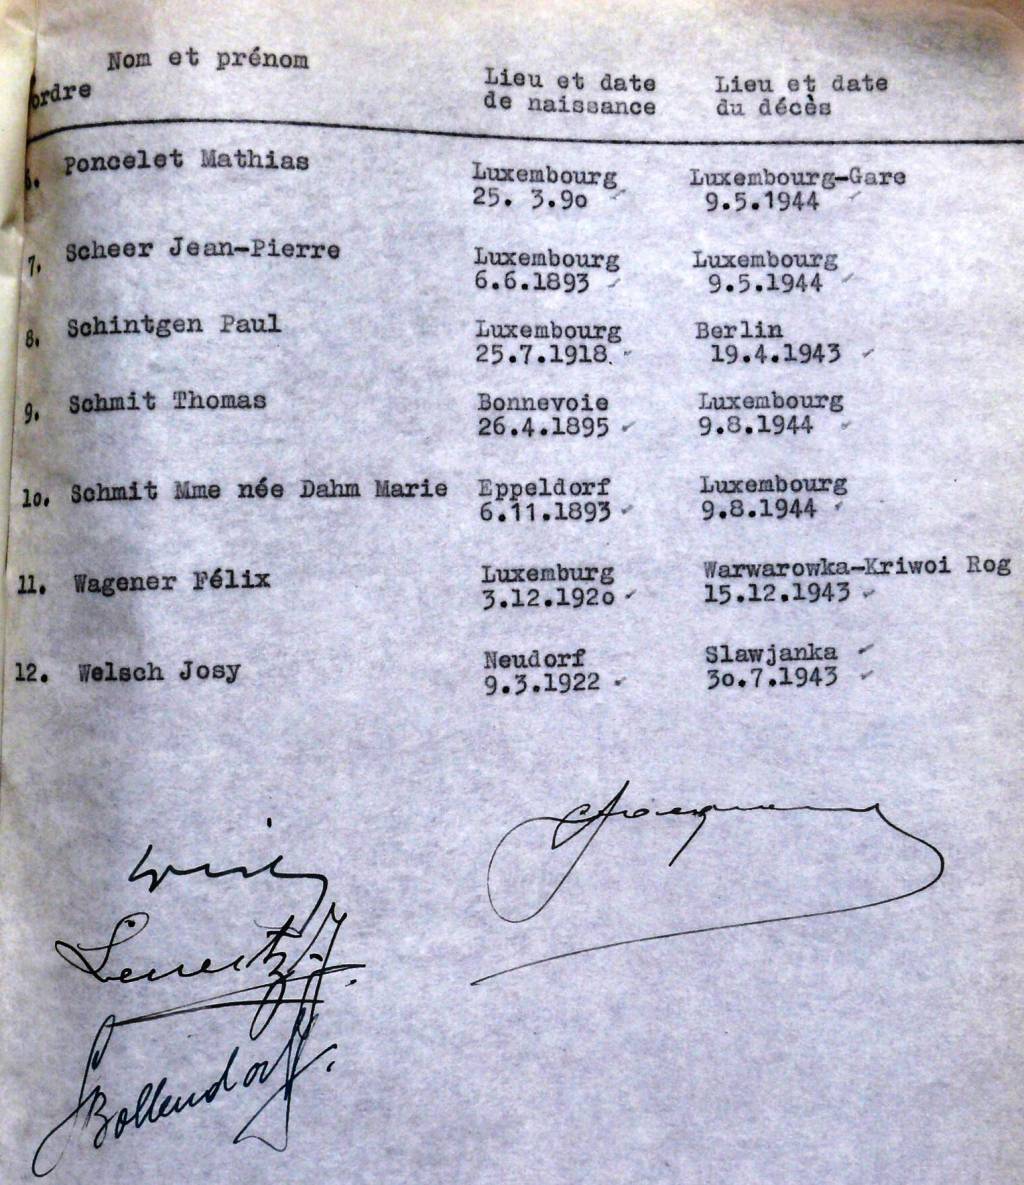 Nom et prénom Lieu et date Lieu et date
ordre de naissance du décès
Poncelet Mathias Luxembourg Luxembourg-Gare
25. 3.9o 9.5.1944
7. Scheer Jean-Pierre Luxembourg Luxembourg
6.6.1893 9.5.1944
8. Schintgen Paul Luxembourg Berlin
25.7.1918. 19.4.1943
9. Schmit Thomas Bonnevoie Luxembourg
26.4.1895 9.8.1944
1o. Schmit Mme née Dahm Marie Eppeldorf Luxembourg
6.11.1893 9.8.1944
11. Wagener Félix Luxemburg Warwarowka-Kriwoi Rog
3.12.192o 15.12.1943
12. Welsch Josy Neudorf Slawjanka
9.3.1922 3o.7.1943
Bollendorff